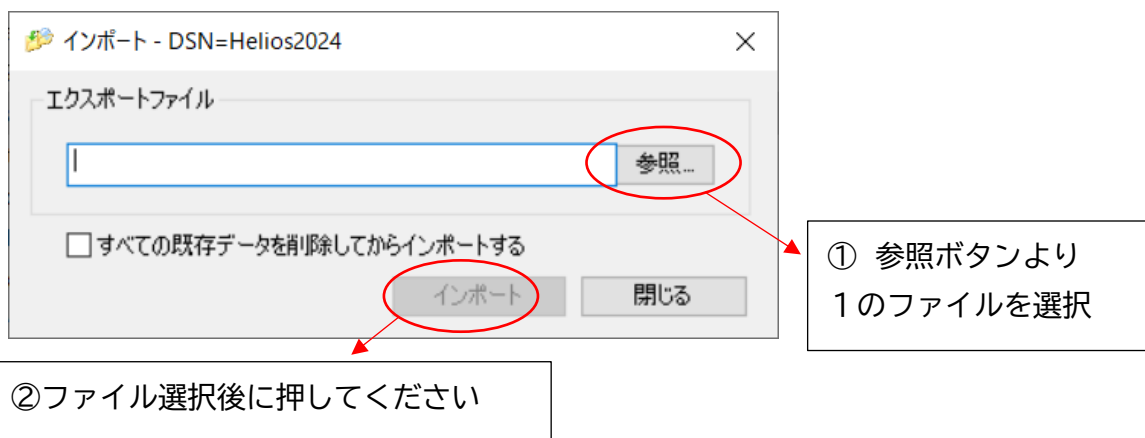 インポート - DSN=Helios2024
エクスポートファイル
参照...
すべての既存データを削除してからインポートする
インポート
閉じる
① 参照ボタンより
１のファイルを選択
②ファイル選択後に押してください